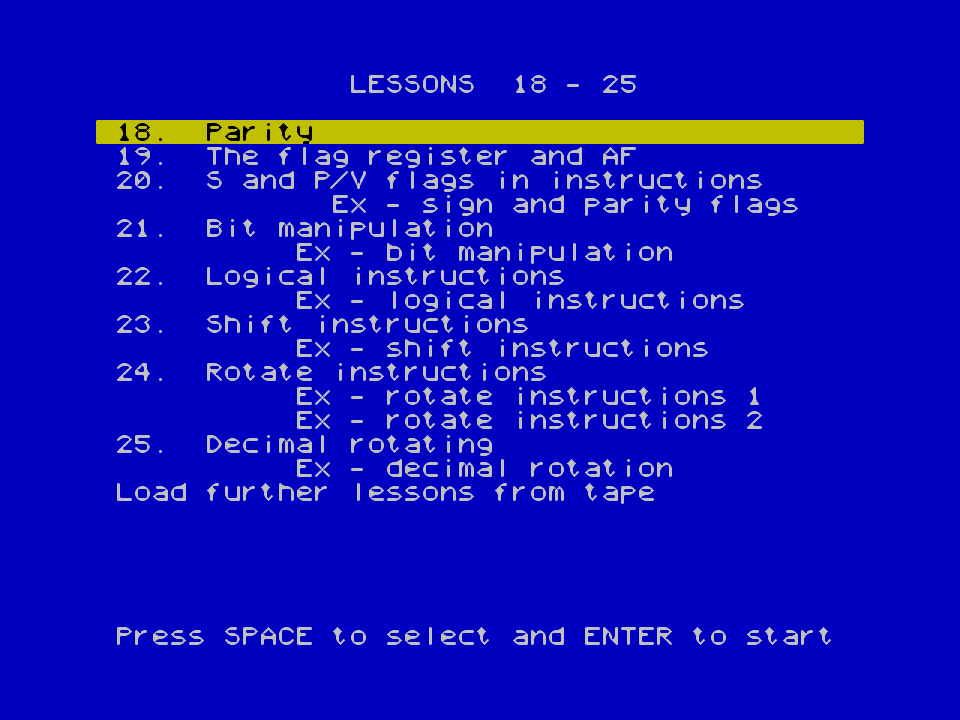 LESSONS  18 - 25
18.  Parity
19.  The flag register and AF
20.  S and P/V flags in instructions
Ex - sign and parity flags
21.  Bit manipulation
Ex - bit manipulation
22.  Logical instructions
Ex - logical instructions
23.  Shift instructions
Ex - shift instructions
24.  Rotate instructions
Ex - rotate instructions 1
Ex - rotate instructions 2
25.  Decimal rotating
Ex - decimal rotation
Load further lessons from tape
Press SPACE to select and ENTER to start